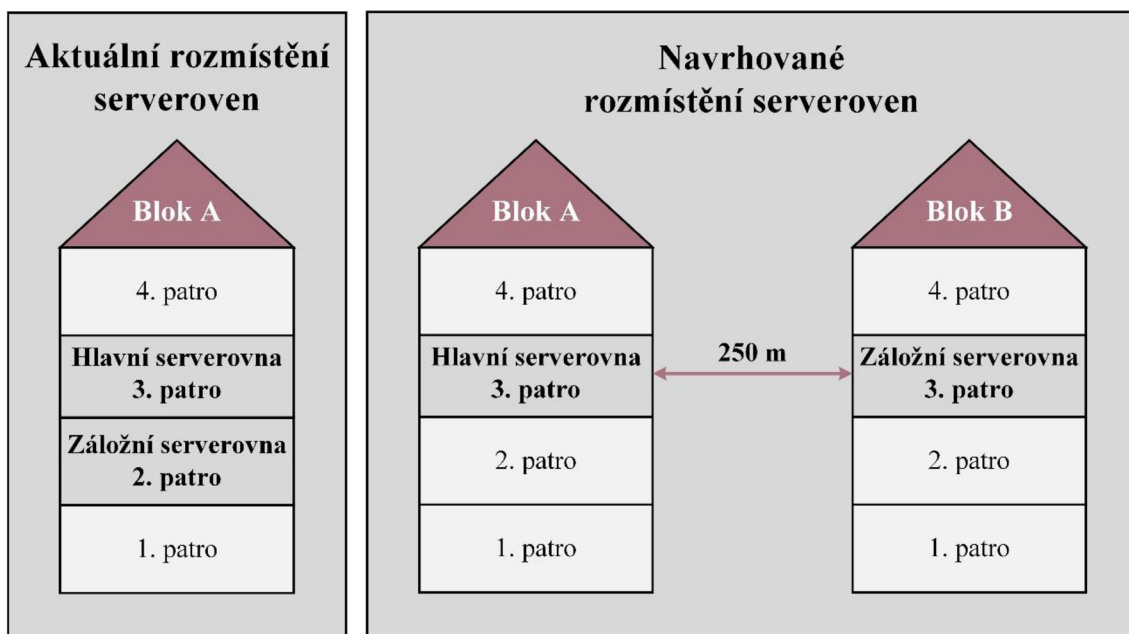 Aktuální rozmístění
serveroven
Blok A
4. patro
Hlavní serverovna
3. patro
Záložní serverovna
2. patro
1. patro
Navrhované
rozmístění serveroven
Blok A
4. patro
Hlavní serverovna
3. patro
2. patro
1. patro
250 m
Blok B
4. patro
Záložní serverovna
3. patro
2. patro
1. patro